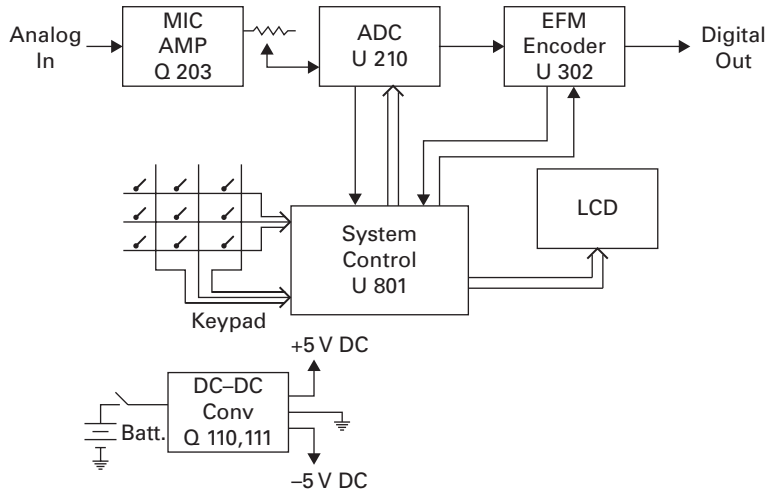 Analog
In
MIC
AMP
Q 203
ADC
U 210
EFM
Encoder
U 302
Digital
Out
System
Control
U 801
LCD
Keypad
+5 V DC
DC–DC
Conv
Q 110,111
Batt.
–5 V DC